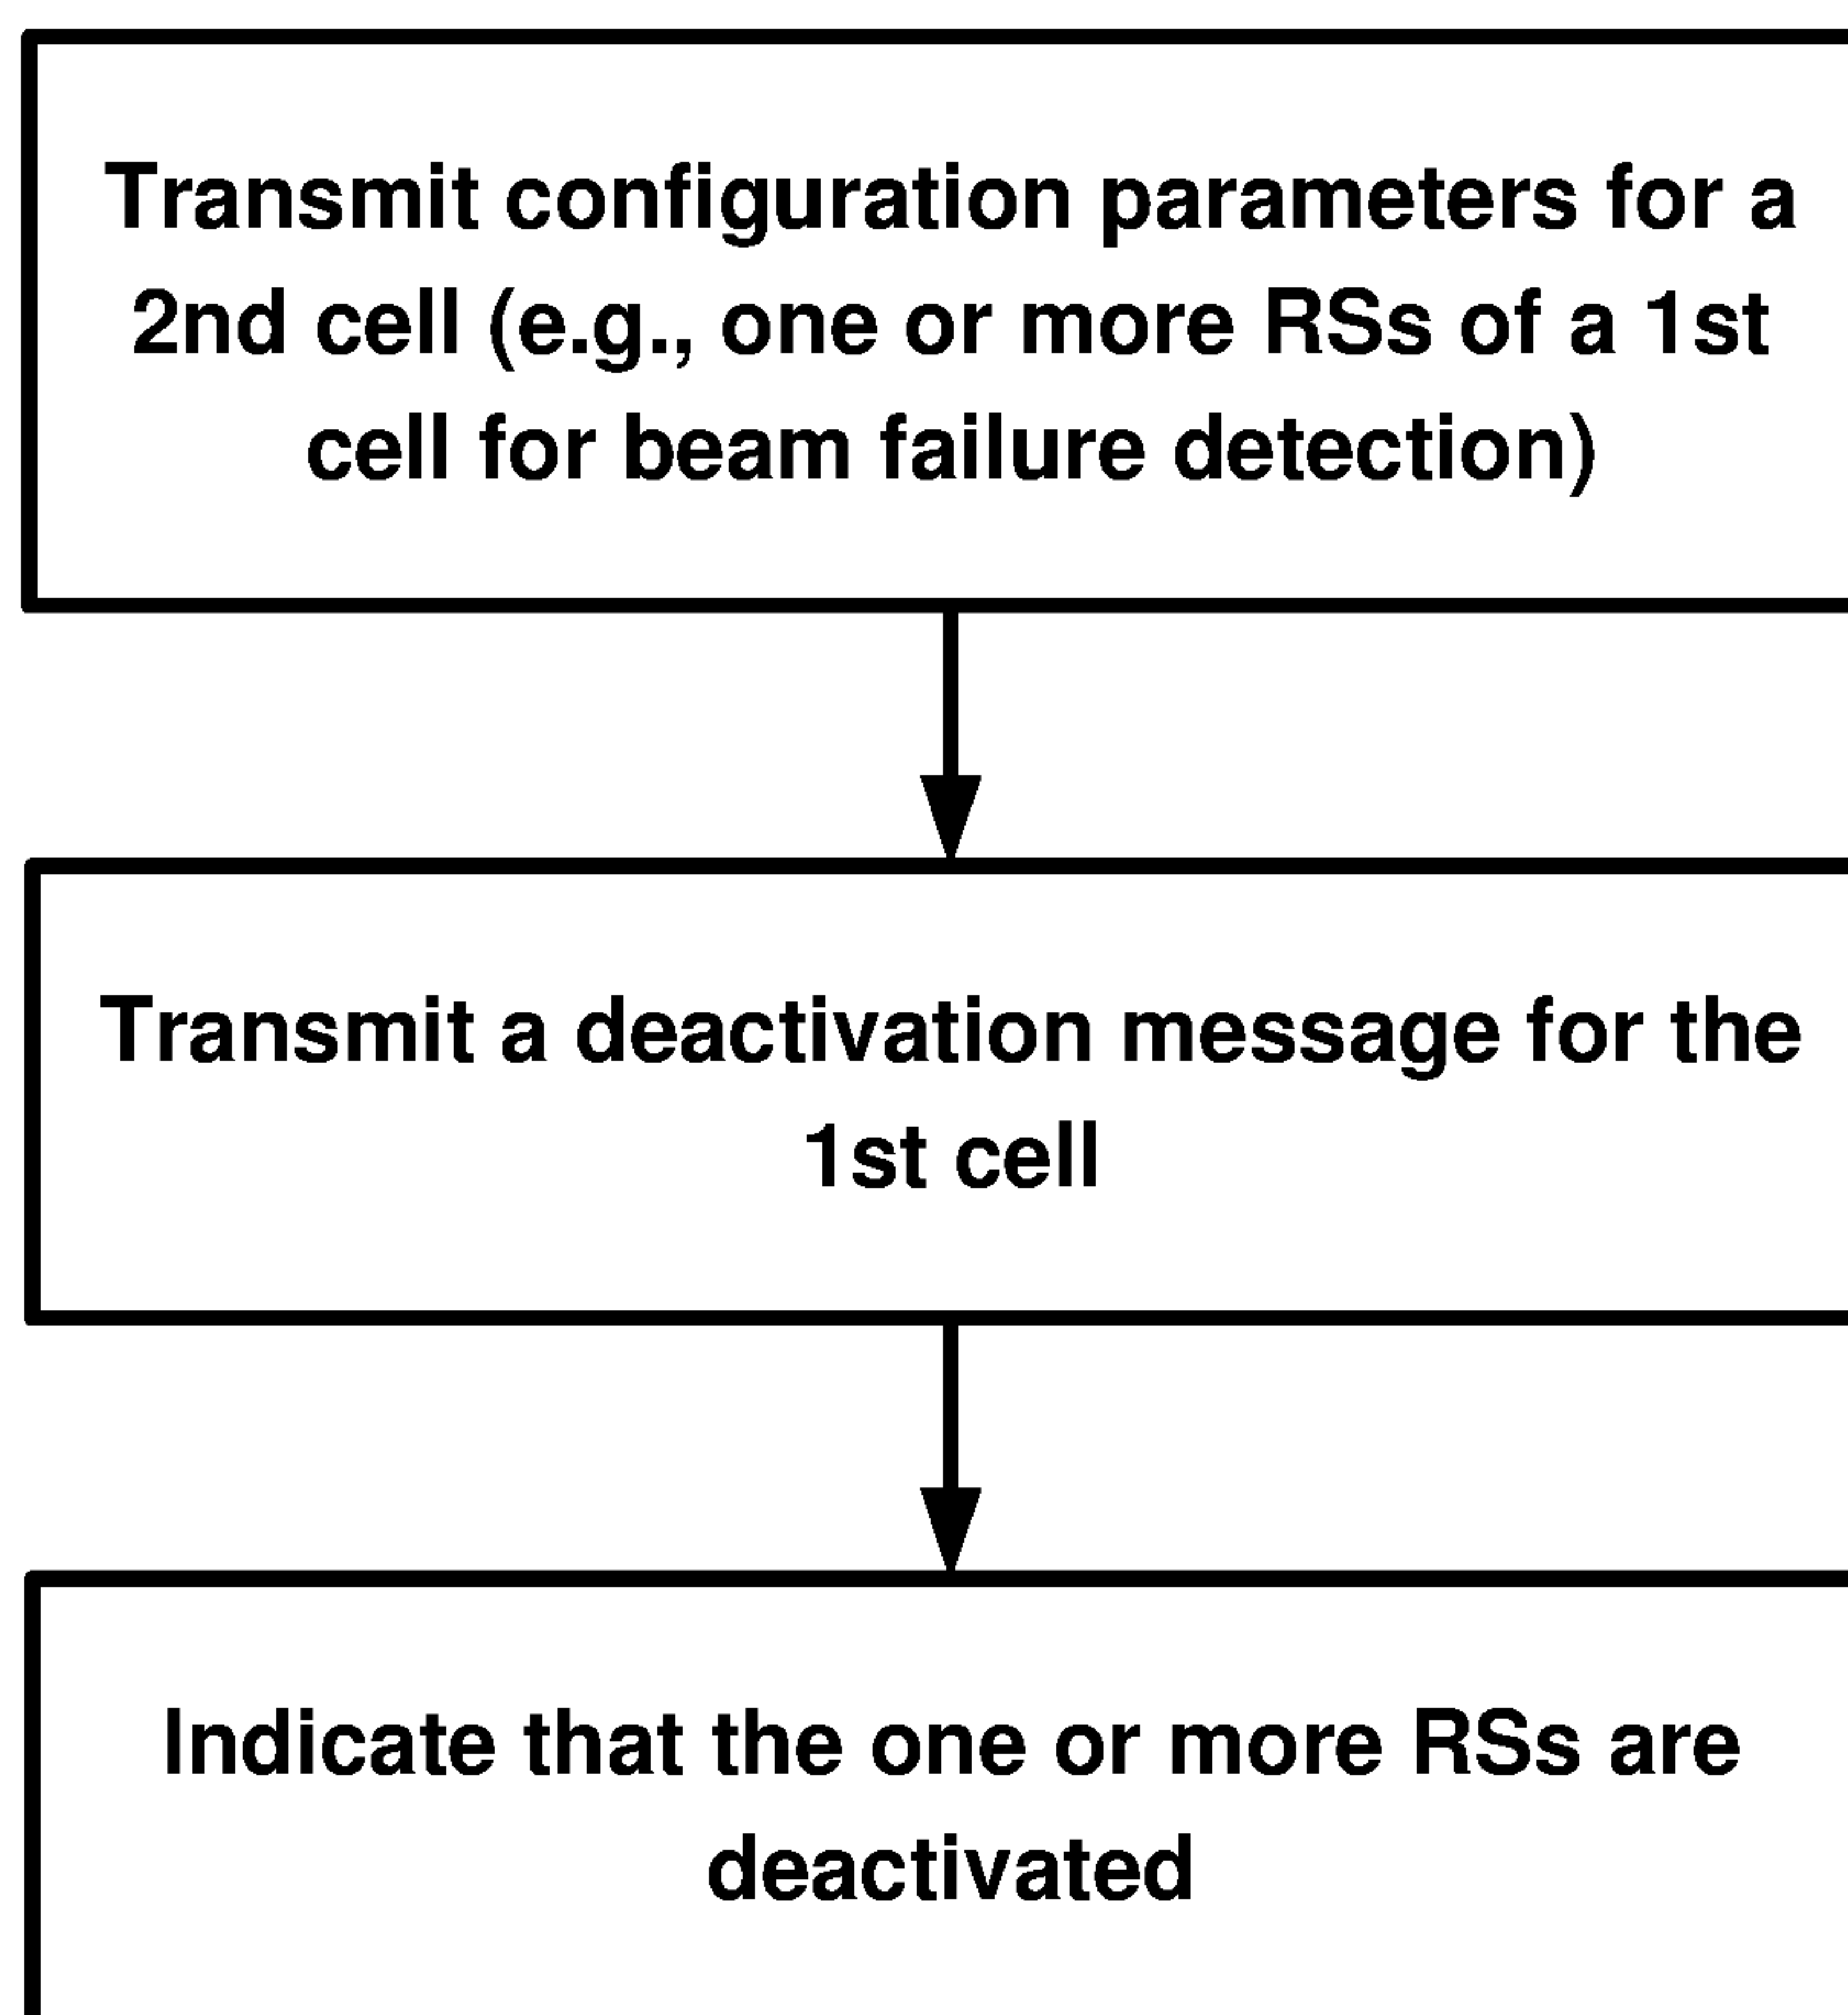 Transmit configuration parameters for a
2nd cell (e.g., one or more RSs of a 1st
cell for beam failure detection)
Transmit a deactivation message for the
1st cell
Indicate that the one or more RSs are
deactivated